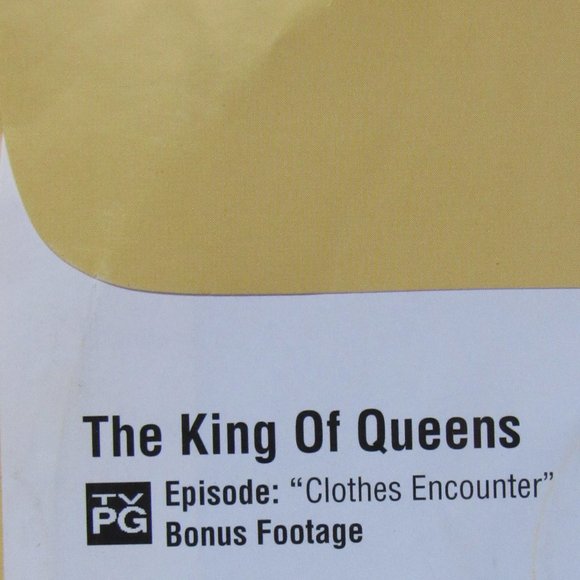 The King Of Queens
TV
PG
Episode: “Clothes Encounter”
Bonus Footage